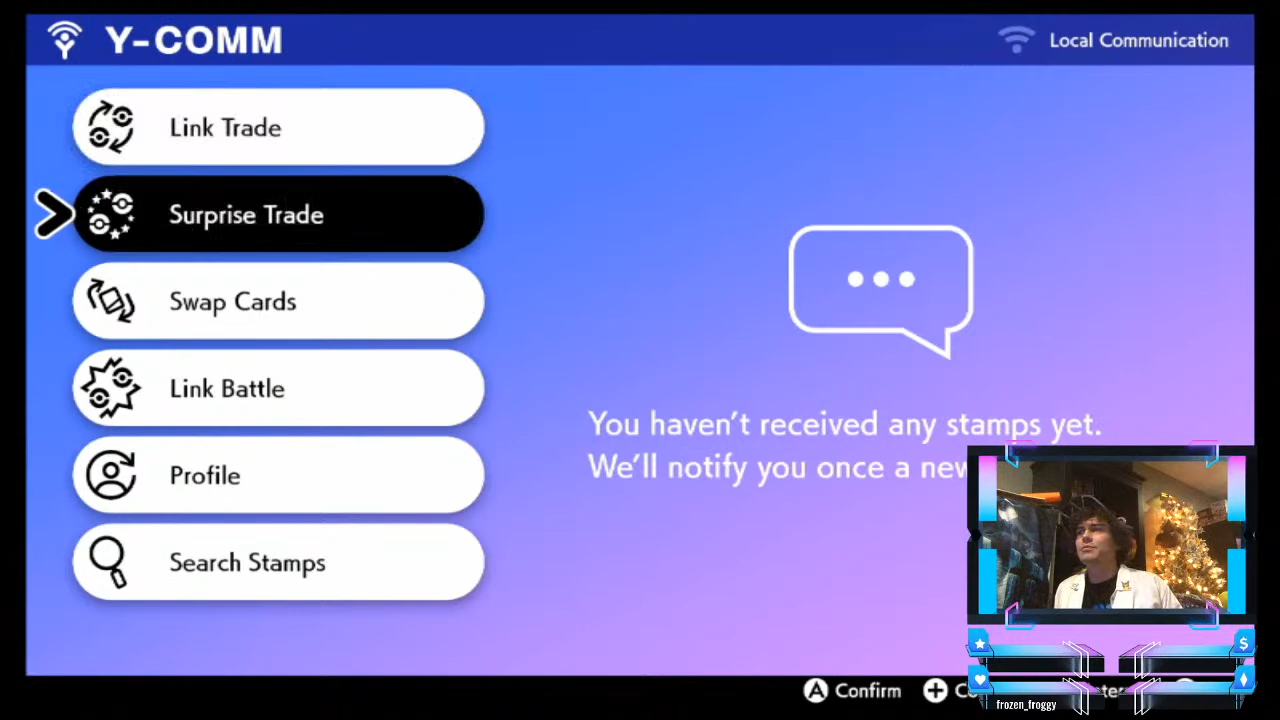 Y-COMM
Local Communication
Link Trade
Surprise Trade
Swap Cards
Link Battle
Profile
Search Stamps
You haven't received any stamps yet.
We'll notify you once a new
A Confirm
frozen_froggy